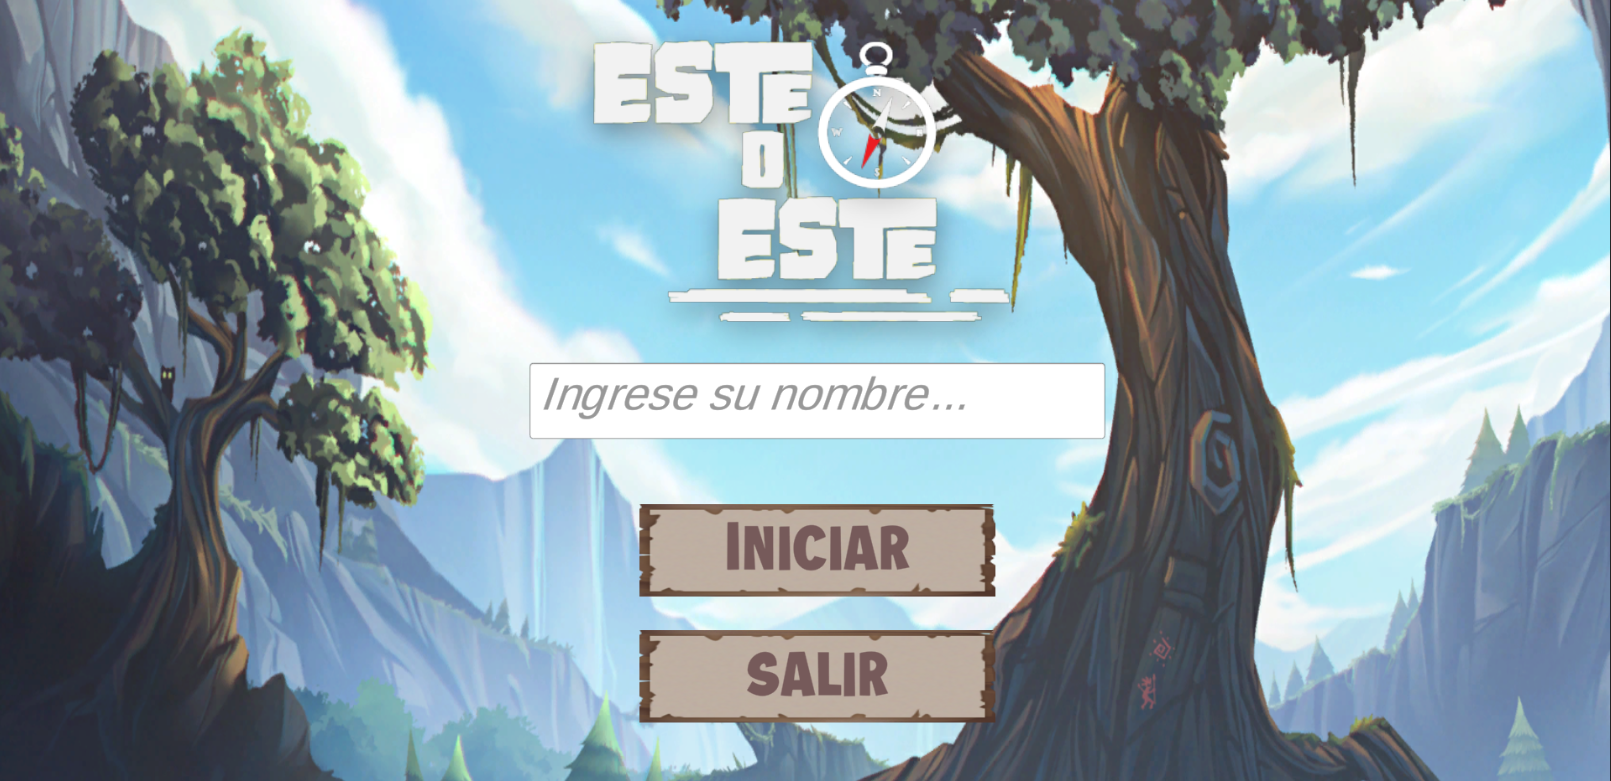 ESTE
O
ESTE
N
W
E
S
Ingrese su nombre...
INICIAR
SALIR